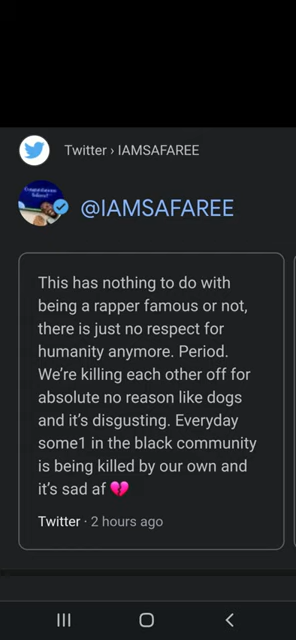 Twitter › IAMSAFAREE
@IAMSAFAREE
This has nothing to do with
being a rapper famous or not,
there is just no respect for
humanity anymore. Period.
We're killing each other off for
absolute no reason like dogs
and it's disgusting. Everyday
some1 in the black community
is being killed by our own and
it's sad af 💔
Twitter · 2 hours ago